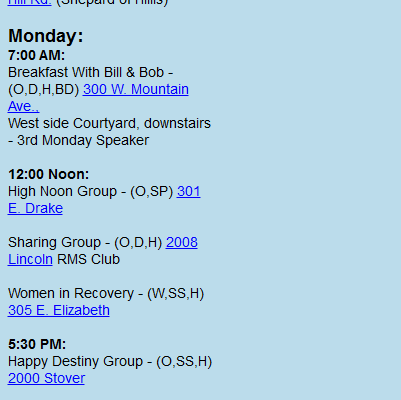 Hill Rd. (Shepard of Hills)
Monday:
7:00 AM:
Breakfast With Bill & Bob -
(O,D,H,BD) 300 W. Mountain
Ave.,
West side Courtyard, downstairs
- 3rd Monday Speaker
12:00 Noon:
High Noon Group - (O,SP) 301
E. Drake
Sharing Group - (O,D,H) 2008
Lincoln RMS Club
Women in Recovery - (W,SS,H)
305 E. Elizabeth
5:30 PM:
Happy Destiny Group - (O,SS,H)
2000 Stover